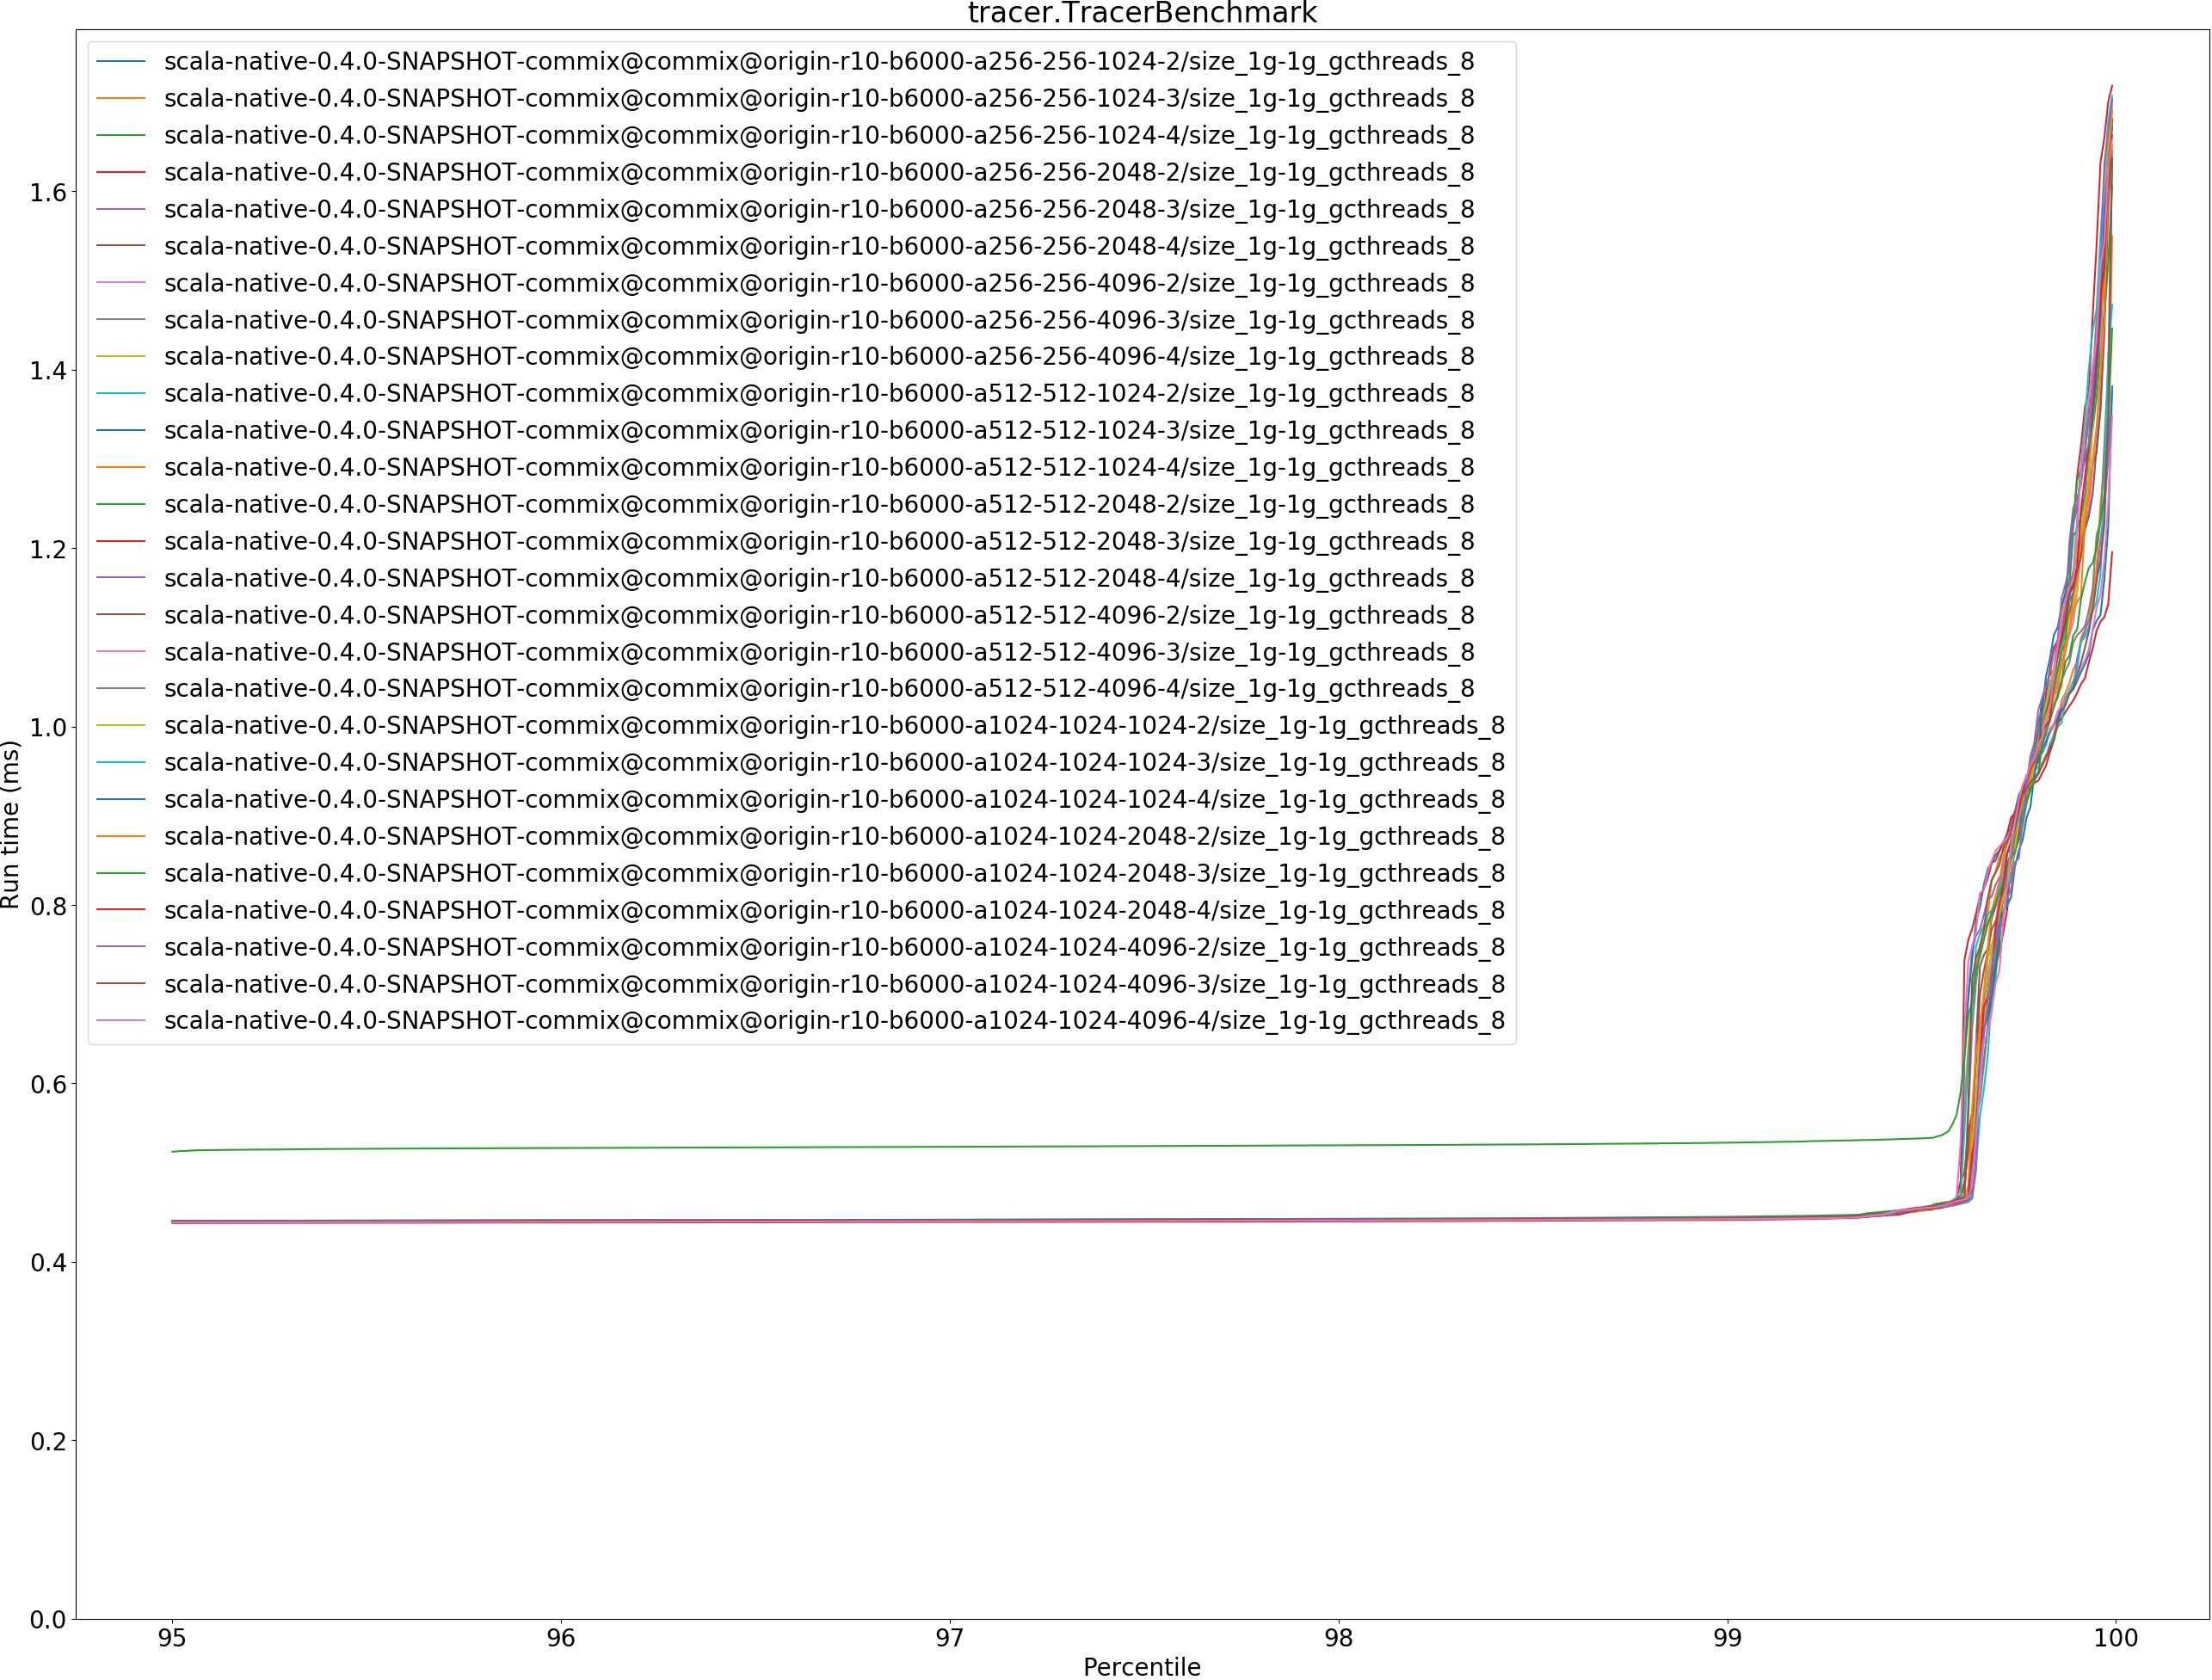 tracer.TracerBenchmark
scala-native-0.4.0-SNAPSHOT-commix@commix@origin-r10-b6000-a256-256-1024-2/size_1g-1g_gcthreads_8
scala-native-0.4.0-SNAPSHOT-commix@commix@origin-r10-b6000-a256-256-1024-3/size_1g-1g_gcthreads_8
scala-native-0.4.0-SNAPSHOT-commix@commix@origin-r10-b6000-a256-256-1024-4/size_1g-1g_gcthreads_8
scala-native-0.4.0-SNAPSHOT-commix@commix@origin-r10-b6000-a256-256-2048-2/size_1g-1g_gcthreads_8
scala-native-0.4.0-SNAPSHOT-commix@commix@origin-r10-b6000-a256-256-2048-3/size_1g-1g_gcthreads_8
scala-native-0.4.0-SNAPSHOT-commix@commix@origin-r10-b6000-a256-256-2048-4/size_1g-1g_gcthreads_8
scala-native-0.4.0-SNAPSHOT-commix@commix@origin-r10-b6000-a256-256-4096-2/size_1g-1g_gcthreads_8
scala-native-0.4.0-SNAPSHOT-commix@commix@origin-r10-b6000-a256-256-4096-3/size_1g-1g_gcthreads_8
scala-native-0.4.0-SNAPSHOT-commix@commix@origin-r10-b6000-a256-256-4096-4/size_1g-1g_gcthreads_8
scala-native-0.4.0-SNAPSHOT-commix@commix@origin-r10-b6000-a512-512-1024-2/size_1g-1g_gcthreads_8
scala-native-0.4.0-SNAPSHOT-commix@commix@origin-r10-b6000-a512-512-1024-3/size_1g-1g_gcthreads_8
scala-native-0.4.0-SNAPSHOT-commix@commix@origin-r10-b6000-a512-512-1024-4/size_1g-1g_gcthreads_8
scala-native-0.4.0-SNAPSHOT-commix@commix@origin-r10-b6000-a512-512-2048-2/size_1g-1g_gcthreads_8
scala-native-0.4.0-SNAPSHOT-commix@commix@origin-r10-b6000-a512-512-2048-3/size_1g-1g_gcthreads_8
scala-native-0.4.0-SNAPSHOT-commix@commix@origin-r10-b6000-a512-512-2048-4/size_1g-1g_gcthreads_8
scala-native-0.4.0-SNAPSHOT-commix@commix@origin-r10-b6000-a512-512-4096-2/size_1g-1g_gcthreads_8
scala-native-0.4.0-SNAPSHOT-commix@commix@origin-r10-b6000-a512-512-4096-3/size_1g-1g_gcthreads_8
scala-native-0.4.0-SNAPSHOT-commix@commix@origin-r10-b6000-a512-512-4096-4/size_1g-1g_gcthreads_8
scala-native-0.4.0-SNAPSHOT-commix@commix@origin-r10-b6000-a1024-1024-1024-2/size_1g-1g_gcthreads_8
scala-native-0.4.0-SNAPSHOT-commix@commix@origin-r10-b6000-a1024-1024-1024-3/size_1g-1g_gcthreads_8
scala-native-0.4.0-SNAPSHOT-commix@commix@origin-r10-b6000-a1024-1024-1024-4/size_1g-1g_gcthreads_8
scala-native-0.4.0-SNAPSHOT-commix@commix@origin-r10-b6000-a1024-1024-2048-2/size_1g-1g_gcthreads_8
scala-native-0.4.0-SNAPSHOT-commix@commix@origin-r10-b6000-a1024-1024-2048-3/size_1g-1g_gcthreads_8
scala-native-0.4.0-SNAPSHOT-commix@commix@origin-r10-b6000-a1024-1024-2048-4/size_1g-1g_gcthreads_8
scala-native-0.4.0-SNAPSHOT-commix@commix@origin-r10-b6000-a1024-1024-4096-2/size_1g-1g_gcthreads_8
scala-native-0.4.0-SNAPSHOT-commix@commix@origin-r10-b6000-a1024-1024-4096-3/size_1g-1g_gcthreads_8
scala-native-0.4.0-SNAPSHOT-commix@commix@origin-r10-b6000-a1024-1024-4096-4/size_1g-1g_gcthreads_8
Run time (ms)
1.6
1.4
1.2
1.0
0.8
0.6
0.4
0.2
0.0
95 96 97 98 99 100
Percentile